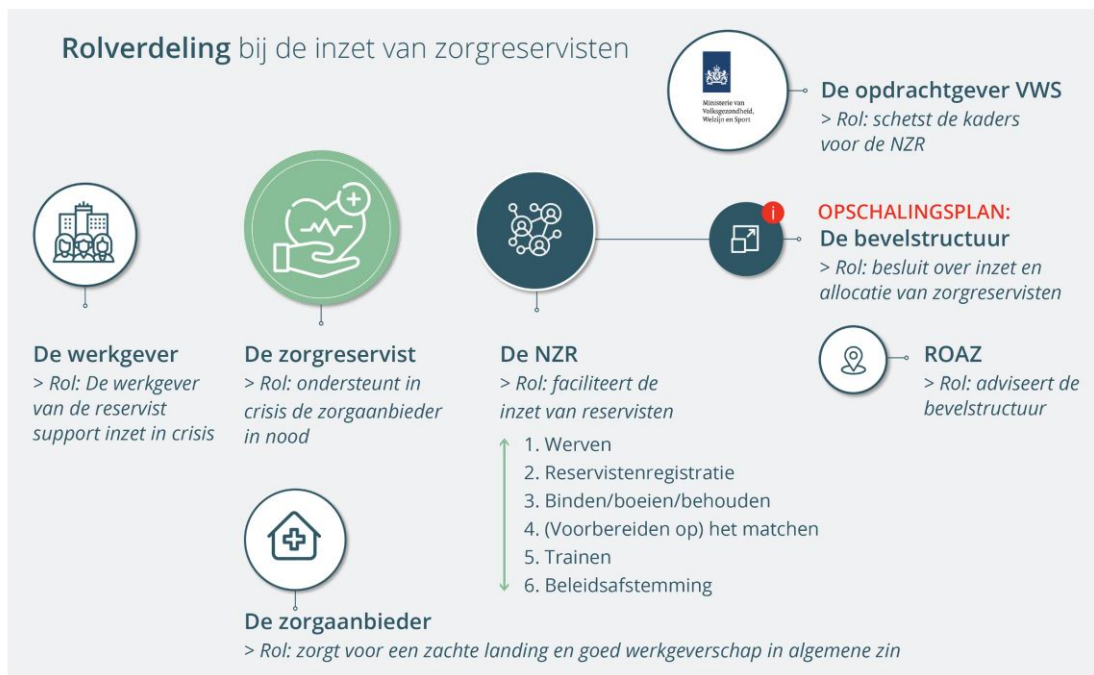 Rolverdeling bij de inzet van zorgreservisten
Ministerie van
Volksgezondheid,
Welzijn en Sport
De opdrachtgever VWS
> Rol: schetst de kaders
voor de NZR
i
OPSCHALINGSPLAN:
De bevelstructuur
> Rol: besluit over inzet en
allocatie van zorgreservisten
De werkgever
> Rol: De werkgever
van de reservist
support inzet in crisis
De zorgreservist
> Rol: ondersteunt in
crisis de zorgaanbieder
in nood
De NZR
> Rol: faciliteert de
inzet van reservisten
1. Werven
2. Reservistenregistratie
3. Binden/boeien/behouden
4. (Voorbereiden op) het matchen
5. Trainen
6. Beleidsafstemming
ROAZ
> Rol: adviseert de
bevelstructuur
De zorgaanbieder
> Rol: zorgt voor een zachte landing en goed werkgeverschap in algemene zin